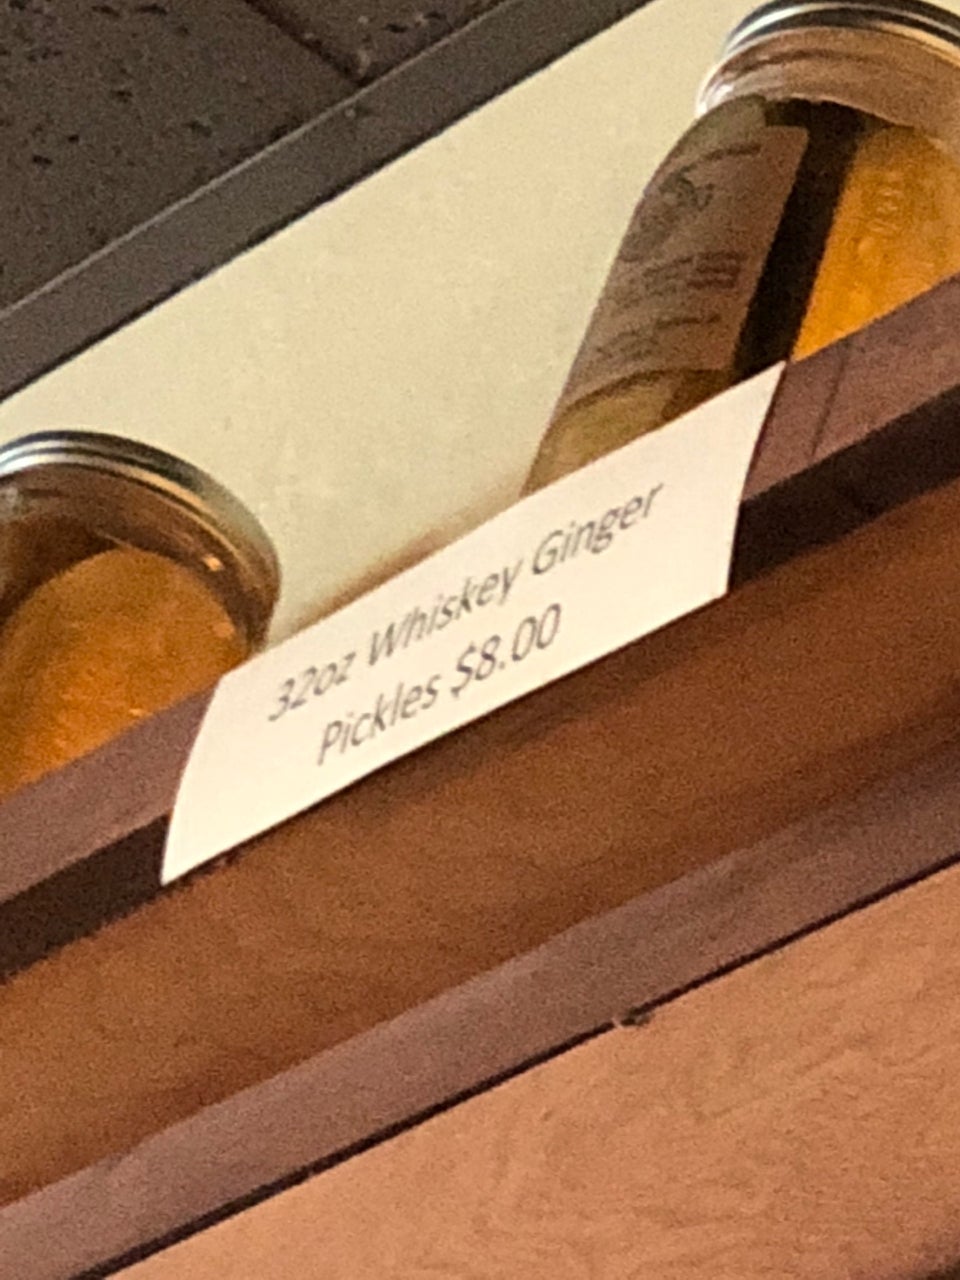 32oz Whiskey Ginger
Pickles $8.00